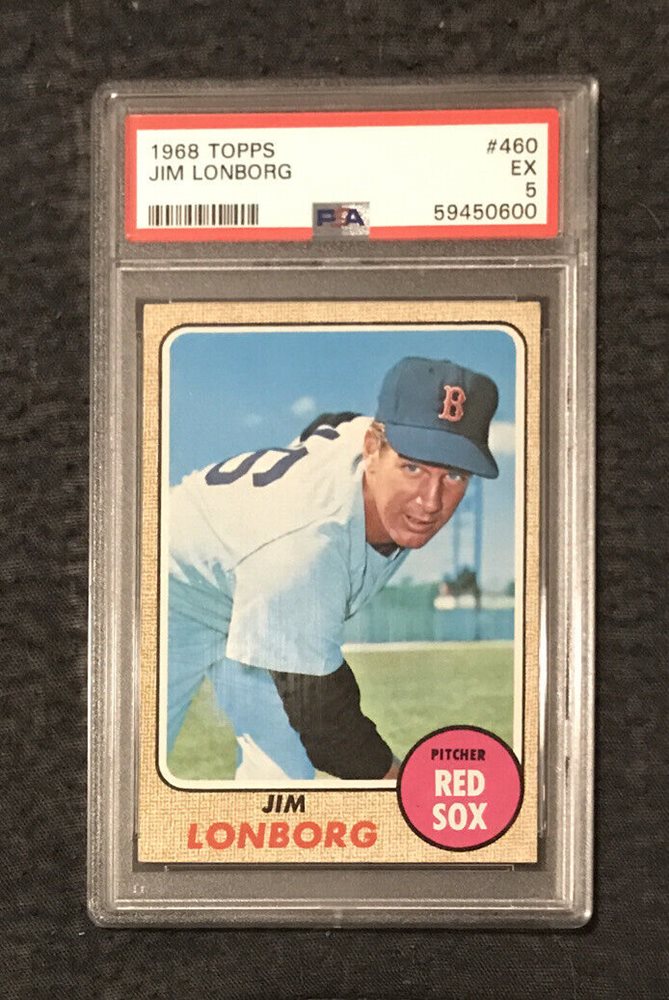 1968 TOPPS #460
JIM LONBORG EX
5
PSA 59450600
B
PITCHER
RED
SOX
JIM
LONBORG